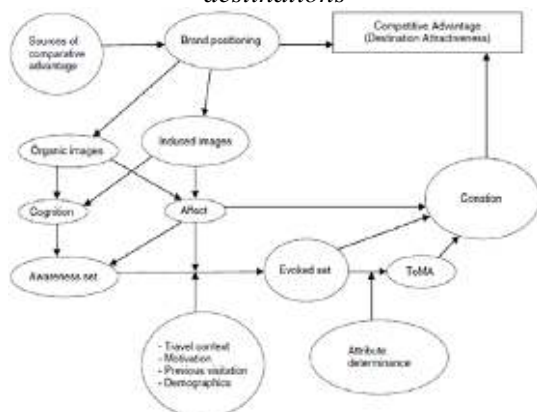 destinations
Sources of
comparative
advantage
Brand positioning
Competitive Advantage
(Destination Attractiveness)
Organic images
Induced images
Cognition
Affect
Conation
Awareness set
Evoked set
ToMA
- Travel context
- Motivation
- Previous visitation
- Demographics
Attribute
determinance